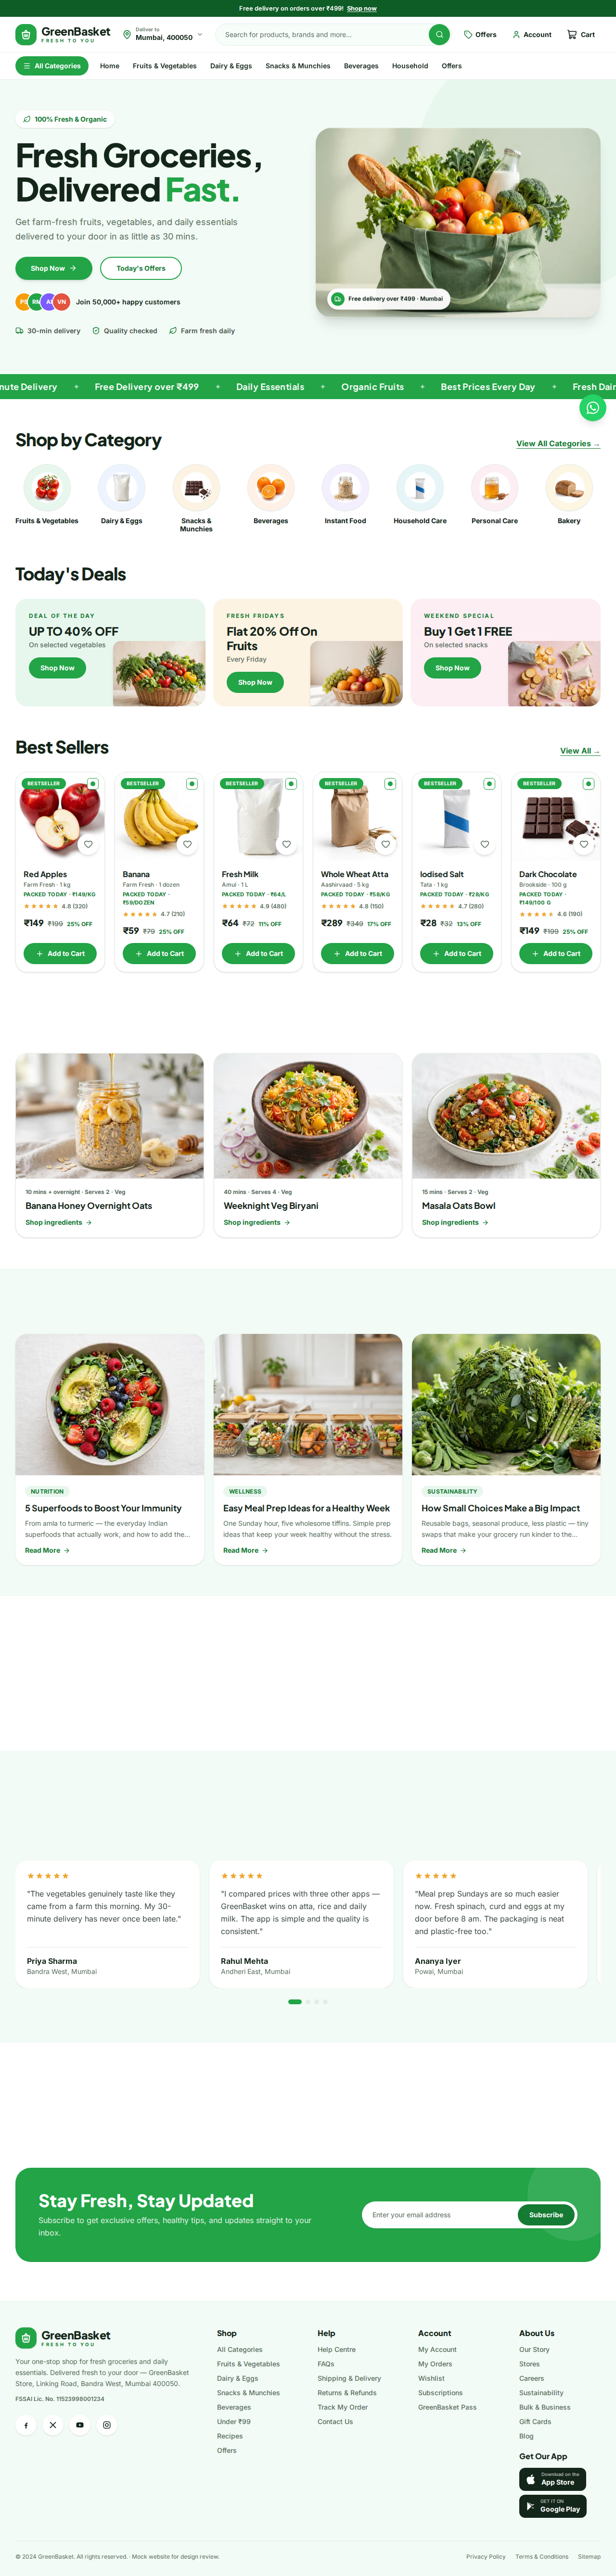 Free delivery on orders over ₹499! Shop now
GreenBasket
FRESH TO YOU
Deliver to
Mumbai, 400050
Search for products, brands and more...
Offers
Account
Cart
All Categories
Home
Fruits & Vegetables
Dairy & Eggs
Snacks & Munchies
Beverages
Household
Offers
100% Fresh & Organic
Fresh Groceries,
Delivered Fast.
Get farm-fresh fruits, vegetables, and daily essentials
delivered to your door in as little as 30 mins.
Shop Now
Today's Offers
VN
Join 50,000+ happy customers
30-min delivery
Quality checked
Farm fresh daily
Free delivery over ₹499 · Mumbai
Delivery
Free Delivery over ₹499
Daily Essentials
Organic Fruits
Best Prices Every Day
Fresh
Shop by Category
View All Categories →
Fruits & Vegetables
Dairy & Eggs
Snacks &
Munchies
Beverages
Instant Food
Household Care
Personal Care
Bakery
Today's Deals
DEAL OF THE DAY
UP TO 40% OFF
On selected vegetables
Shop Now
FRESH FRIDAYS
Flat 20% Off On
Fruits
Every Friday
Shop Now
WEEKEND SPECIAL
Buy 1 Get 1 FREE
On selected snacks
Shop Now
Best Sellers
View All →
BESTSELLER
Red Apples
Farm Fresh · 1 kg
PACKED TODAY · ₹149/KG
★★★★★ 4.8 (320)
₹149 ₹199 25% OFF
Add to Cart
BESTSELLER
Banana
Farm Fresh · 1 dozen
PACKED TODAY ·
₹59/DOZEN
★★★★★ 4.7 (210)
₹59 ₹79 25% OFF
Add to Cart
BESTSELLER
Fresh Milk
Amul · 1 L
PACKED TODAY · ₹64/L
★★★★★ 4.9 (480)
₹64 ₹72 11% OFF
Add to Cart
BESTSELLER
Whole Wheat Atta
Aashirvaad · 5 kg
PACKED TODAY · ₹58/KG
★★★★★ 4.8 (150)
₹289 ₹349 17% OFF
Add to Cart
BESTSELLER
Iodised Salt
Tata · 1 kg
PACKED TODAY · ₹28/KG
★★★★★ 4.7 (280)
₹28 ₹32 13% OFF
Add to Cart
BESTSELLER
Dark Chocolate
Brookside · 100 g
PACKED TODAY ·
₹149/100 G
★★★★★ 4.6 (190)
₹149 ₹199 25% OFF
Add to Cart
10 mins + overnight · Serves 2 · Veg
Banana Honey Overnight Oats
Shop ingredients →
40 mins · Serves 4 · Veg
Weeknight Veg Biryani
Shop ingredients →
15 mins · Serves 2 · Veg
Masala Oats Bowl
Shop ingredients →
NUTRITION
5 Superfoods to Boost Your Immunity
From amla to turmeric — the everyday Indian
superfoods that actually work, and how to add the...
Read More →
WELLNESS
Easy Meal Prep Ideas for a Healthy Week
One Sunday hour, five wholesome tiffins. Simple prep
ideas that keep your week healthy without the stress.
Read More →
SUSTAINABILITY
How Small Choices Make a Big Impact
Reusable bags, seasonal produce, less plastic — tiny
swaps that make your grocery run kinder to the...
Read More →
★★★★★
"The vegetables genuinely taste like they
came from a farm this morning. My 30-
minute delivery has never once been late."
Priya Sharma
Bandra West, Mumbai
★★★★★
"I compared prices with three other apps —
GreenBasket wins on atta, rice and daily
milk. The app is simple and the quality is
consistent."
Rahul Mehta
Andheri East, Mumbai
★★★★★
"Meal prep Sundays are so much easier
now. Fresh spinach, curd and eggs at my
door before 8 am. The packaging is neat
and plastic-free too."
Ananya Iyer
Powai, Mumbai
Stay Fresh, Stay Updated
Subscribe to get exclusive offers, healthy tips, and updates straight to your
inbox.
Enter your email address
Subscribe
GreenBasket
FRESH TO YOU
Your one-stop shop for fresh groceries and daily
essentials. Delivered fresh to your door — GreenBasket
Store, Linking Road, Bandra West, Mumbai 400050.
FSSAI Lic. No. 11523998001234
Shop
All Categories
Fruits & Vegetables
Dairy & Eggs
Snacks & Munchies
Beverages
Under ₹99
Recipes
Offers
Help
Help Centre
FAQs
Shipping & Delivery
Returns & Refunds
Track My Order
Contact Us
Account
My Account
My Orders
Wishlist
Subscriptions
GreenBasket Pass
About Us
Our Story
Stores
Careers
Sustainability
Bulk & Business
Gift Cards
Blog
Get Our App
Download on the
App Store
GET IT ON
Google Play
© 2024 GreenBasket. All rights reserved. · Mock website for design review.
Privacy Policy
Terms & Conditions
Sitemap